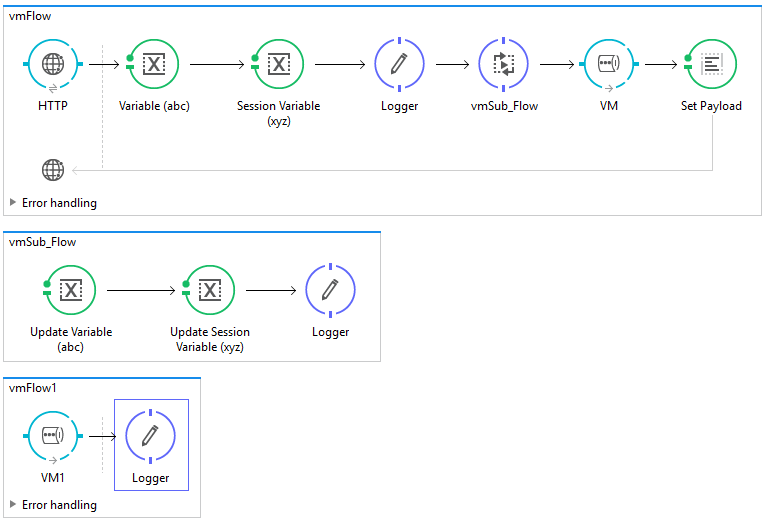 vmFlow
HTTP
Variable (abc)
Session Variable
(xyz)
Logger
vmSub_Flow
VM
Set Payload
Error handling
vmSub_Flow
Update Variable
(abc)
Update Session
Variable (xyz)
Logger
vmFlow1
VM1
Logger
Error handling